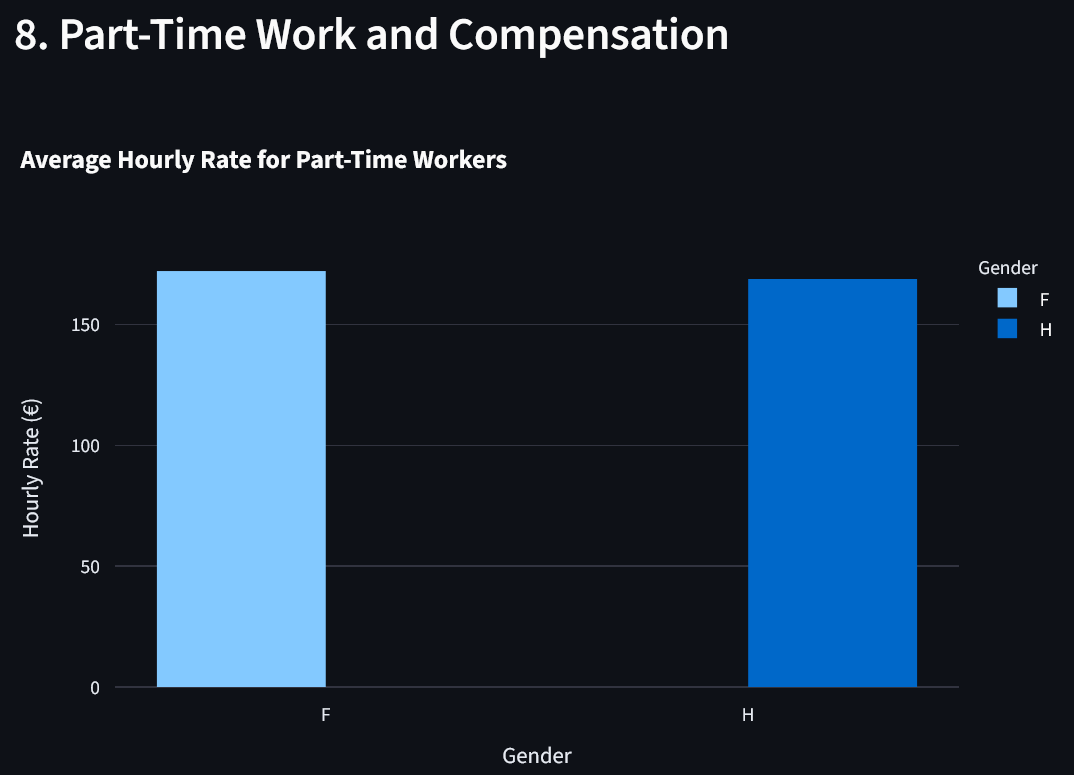 8. Part-Time Work and Compensation
Average Hourly Rate for Part-Time Workers
Gender
F
H
150
100
50
0
Hourly Rate (€)
F
H
Gender